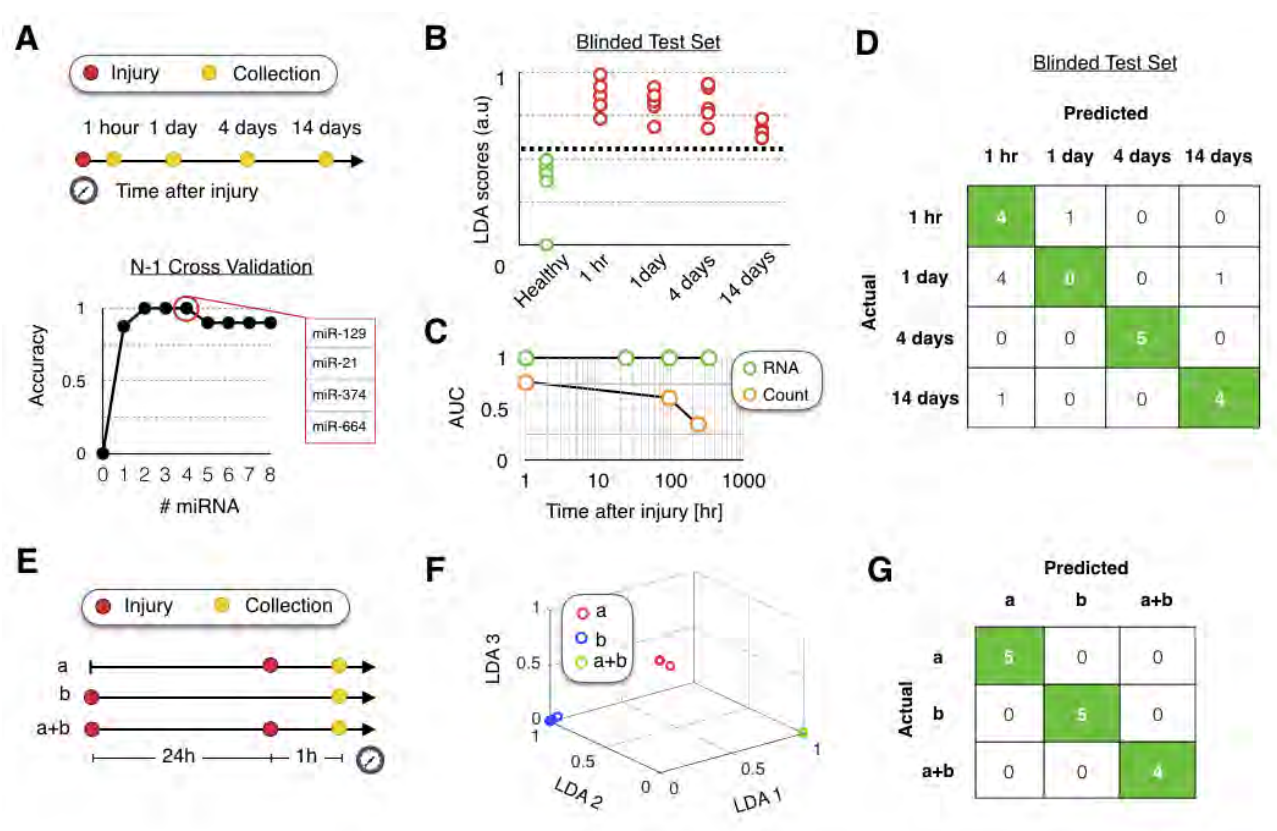 A
Injury Collection
1 hour 1 day 4 days 14 days
Time after injury
N-1 Cross Validation
Accuracy
1
0.5
0
0 1 2 3 4 5 6 7 8
# miRNA
miR-129
miR-21
miR-374
miR-664
B
Blinded Test Set
LDA scores (a.u)
1
0
Healthy 1 hr 1day 4 days 14 days
C
AUC
1
0.5
0
1 10 100 1000
Time after injury [hr]
RNA
Count
D
Blinded Test Set
Predicted
1 hr 1 day 4 days 14 days
Actual
1 hr 4 1 0 0
1 day 4 0 0 1
4 days 0 0 5 0
14 days 1 0 0 4
E
Injury Collection
a
b
a+b
24h 1h
F
LDA 3
1
0.5
0
1
0.5
0
LDA 2
0
0.5
1
LDA 1
a
b
a+b
G
Predicted
a b a+b
Actual
a 5 0 0
b 0 5 0
a+b 0 0 4